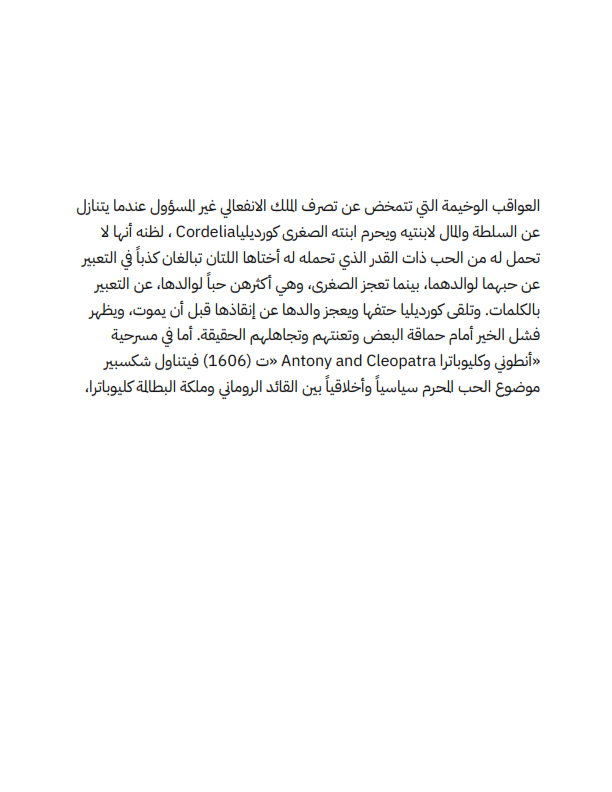 العواقب الوخيمة التي تتمخض عن تصرف الملك الانفعالي غير المسؤول عندما يتنازل
عن السلطة والمال لابنتيه ويحرم ابنته الصغرى كورديلياCordelia ، لظنه أنها لا
تحمل له من الحب ذات القدر الذي تحمله له أختاها اللتان تبالغان كذباً في التعبير
عن حبهما لوالدهما، بينما تعجز الصغرى، وهي أكثرهن حباً لوالدها، عن التعبير
بالكلمات. وتلقى كورديليا حتفها ويعجز والدها عن إنقاذها قبل أن يموت، ويظهر
فشل الخير أمام حماقة البعض وتعنتهم وتجاهلهم الحقيقة. أما في مسرحية
«أنطوني وكليوباترا Antony and Cleopatra «ت (1606) فيتناول شكسبير
موضوع الحب المحرم سياسياً وأخلاقياً بين القائد الروماني وملكة البطالمة كليوباترا،